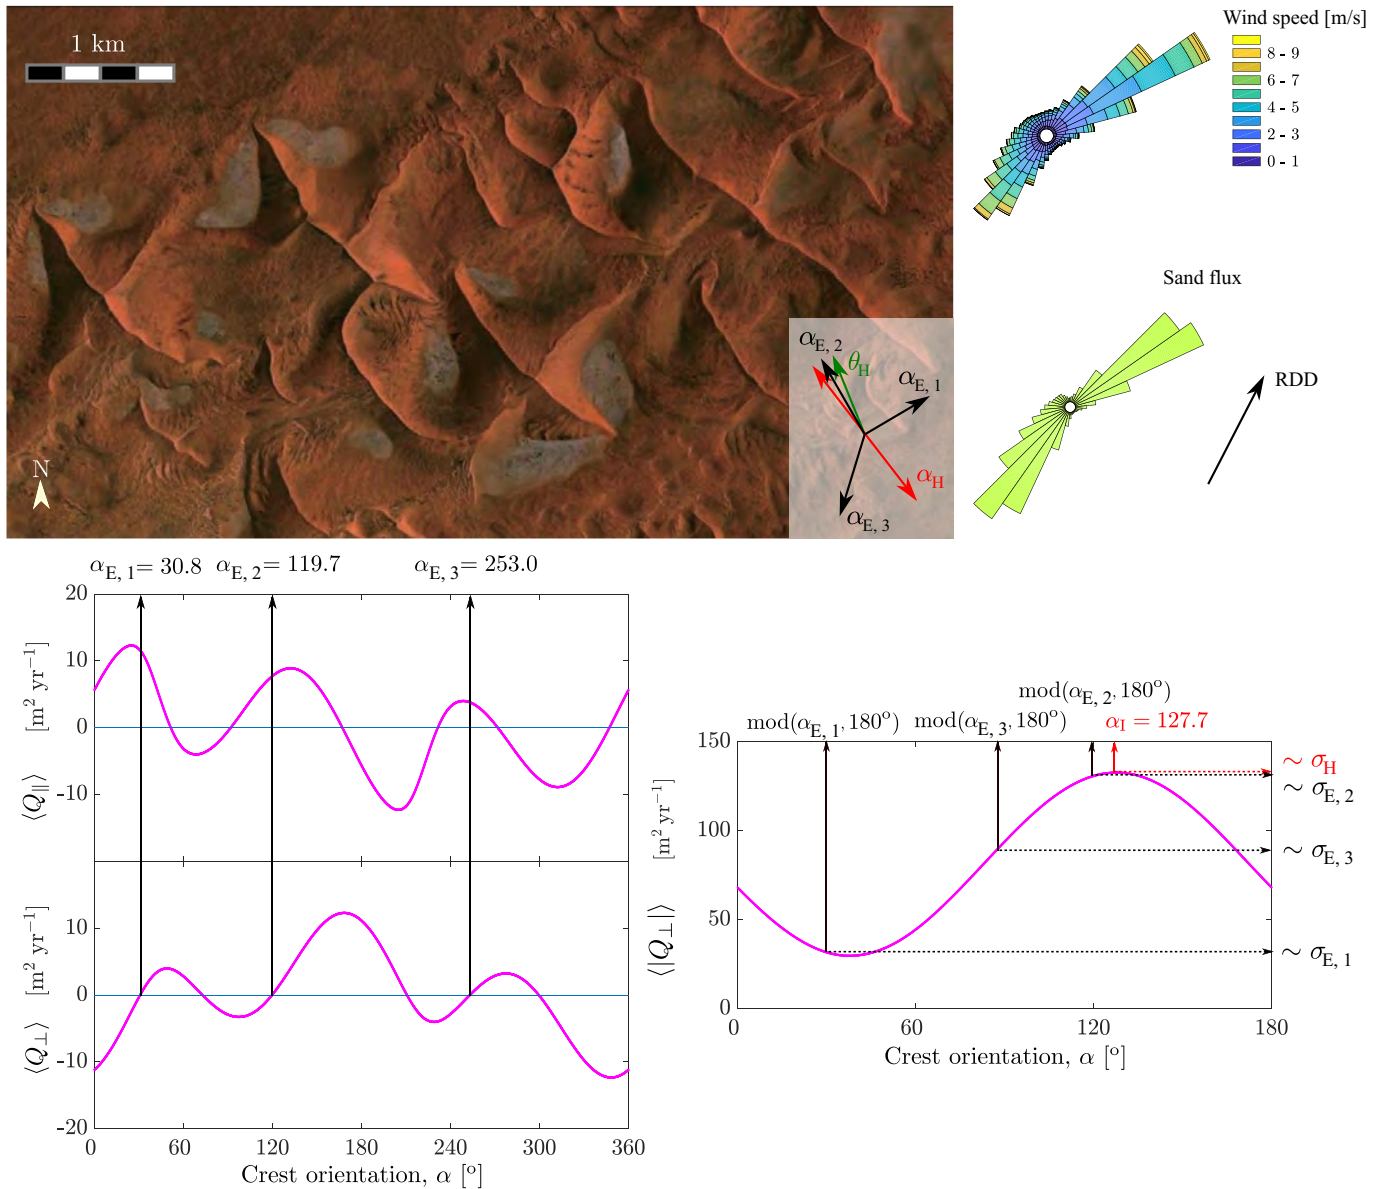 1 km
N
α_E, 2
θ_H
α_E, 1
α_H
α_E, 3
Wind speed [m/s]
8 - 9
6 - 7
4 - 5
2 - 3
0 - 1
Sand flux
RDD
α_E, 1 = 30.8 α_E, 2 = 119.7 α_E, 3 = 253.0
20
10
0
-10
⟨Q_∥⟩ [m² yr⁻¹]
10
0
-10
-20
⟨Q_⊥⟩ [m² yr⁻¹]
0 60 120 180 240 300 360
Crest orientation, α [°]
mod(α_E, 2, 180°)
mod(α_E, 1, 180°) mod(α_E, 3, 180°) α_I = 127.7
150
100
50
0
⟨|Q_⊥|⟩ [m² yr⁻¹]
∼ σ_H
∼ σ_E, 2
∼ σ_E, 3
∼ σ_E, 1
0 60 120 180
Crest orientation, α [°]